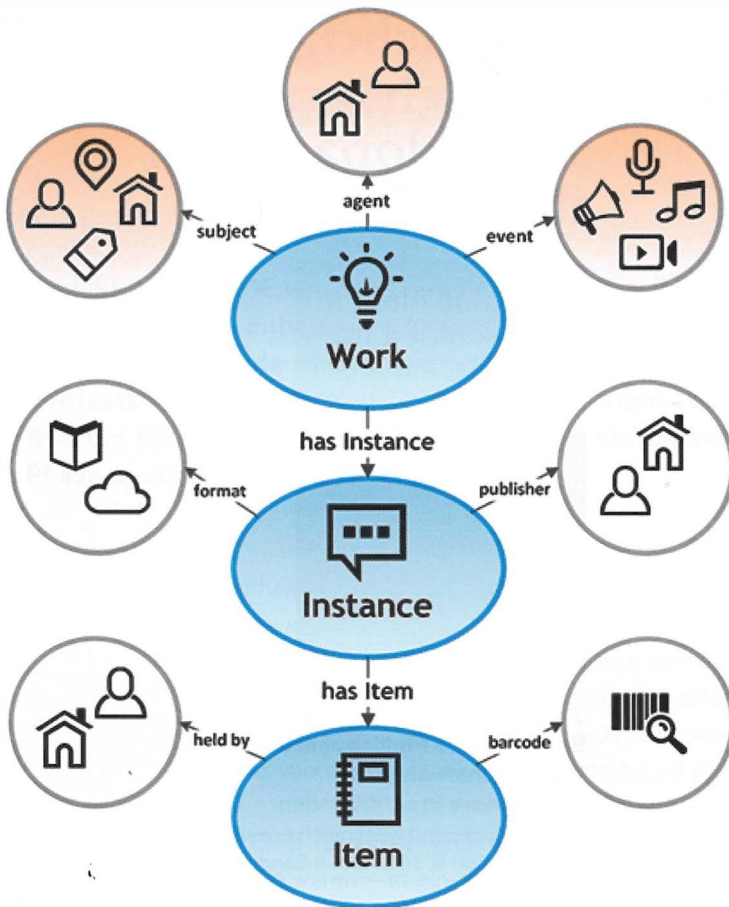 agent
subject
event
Work
has Instance
format
publisher
Instance
has Item
held by
barcode
Item